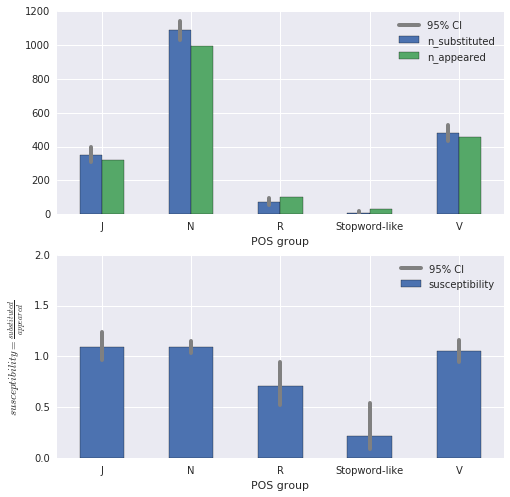 1200
1000
800
600
400
200
0
95% CI
n_substituted
n_appeared
J N R Stopword-like V
POS group
2.0
1.5
1.0
0.5
0.0
susceptibility = substituted/appeared
95% CI
susceptibility
J N R Stopword-like V
POS group